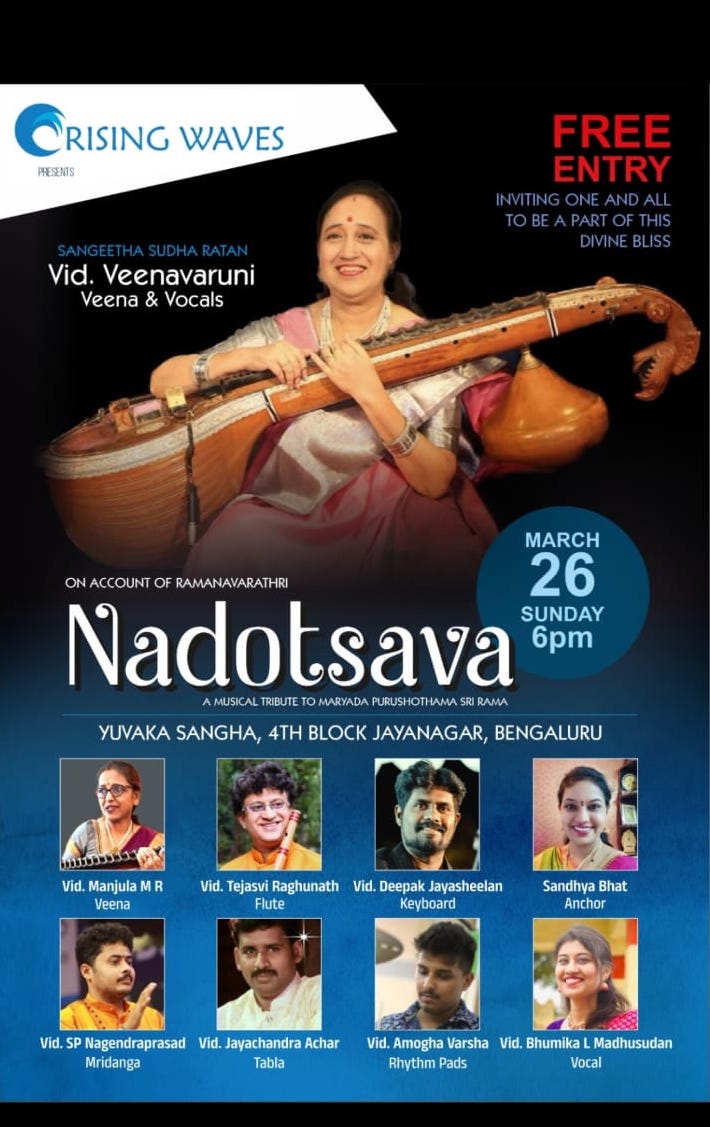 RISING WAVES
PRESENTS
FREE
ENTRY
INVITING ONE AND ALL
TO BE A PART OF THIS
DIVINE BLISS
SANGEETHA SUDHA RATAN
Vid. Veenavaruni
Veena & Vocals
MARCH
26
SUNDAY
6pm
ON ACCOUNT OF RAMANAVARATHRI
Nadotsava
A MUSICAL TRIBUTE TO MARYADA PURUSHOTHAMA SRI RAMA
YUVAKA SANGHA, 4TH BLOCK JAYANAGAR, BENGALURU
Vid. Manjula M R
Veena
Vid. Tejasvi Raghunath
Flute
Vid. Deepak Jayasheelan
Keyboard
Sandhya Bhat
Anchor
Vid. SP Nagendraprasad
Mridanga
Vid. Jayachandra Achar
Tabla
Vid. Amogha Varsha
Rhythm Pads
Vid. Bhumika L Madhusudan
Vocal